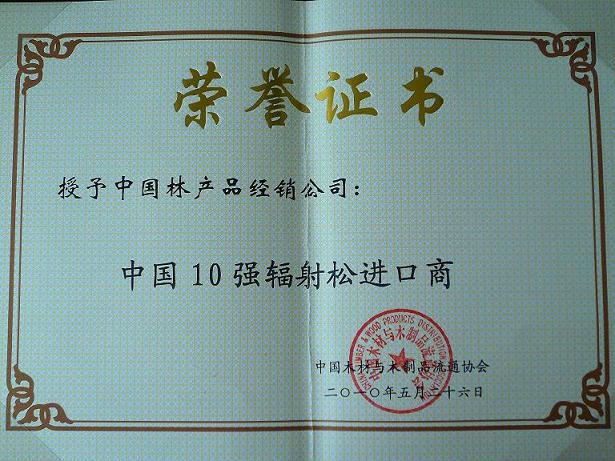 荣誉证书
授予中国林产品经销公司：
中国10强辐射松进口商
中国木材与木制品流通协会
二〇一〇年五月二十六日